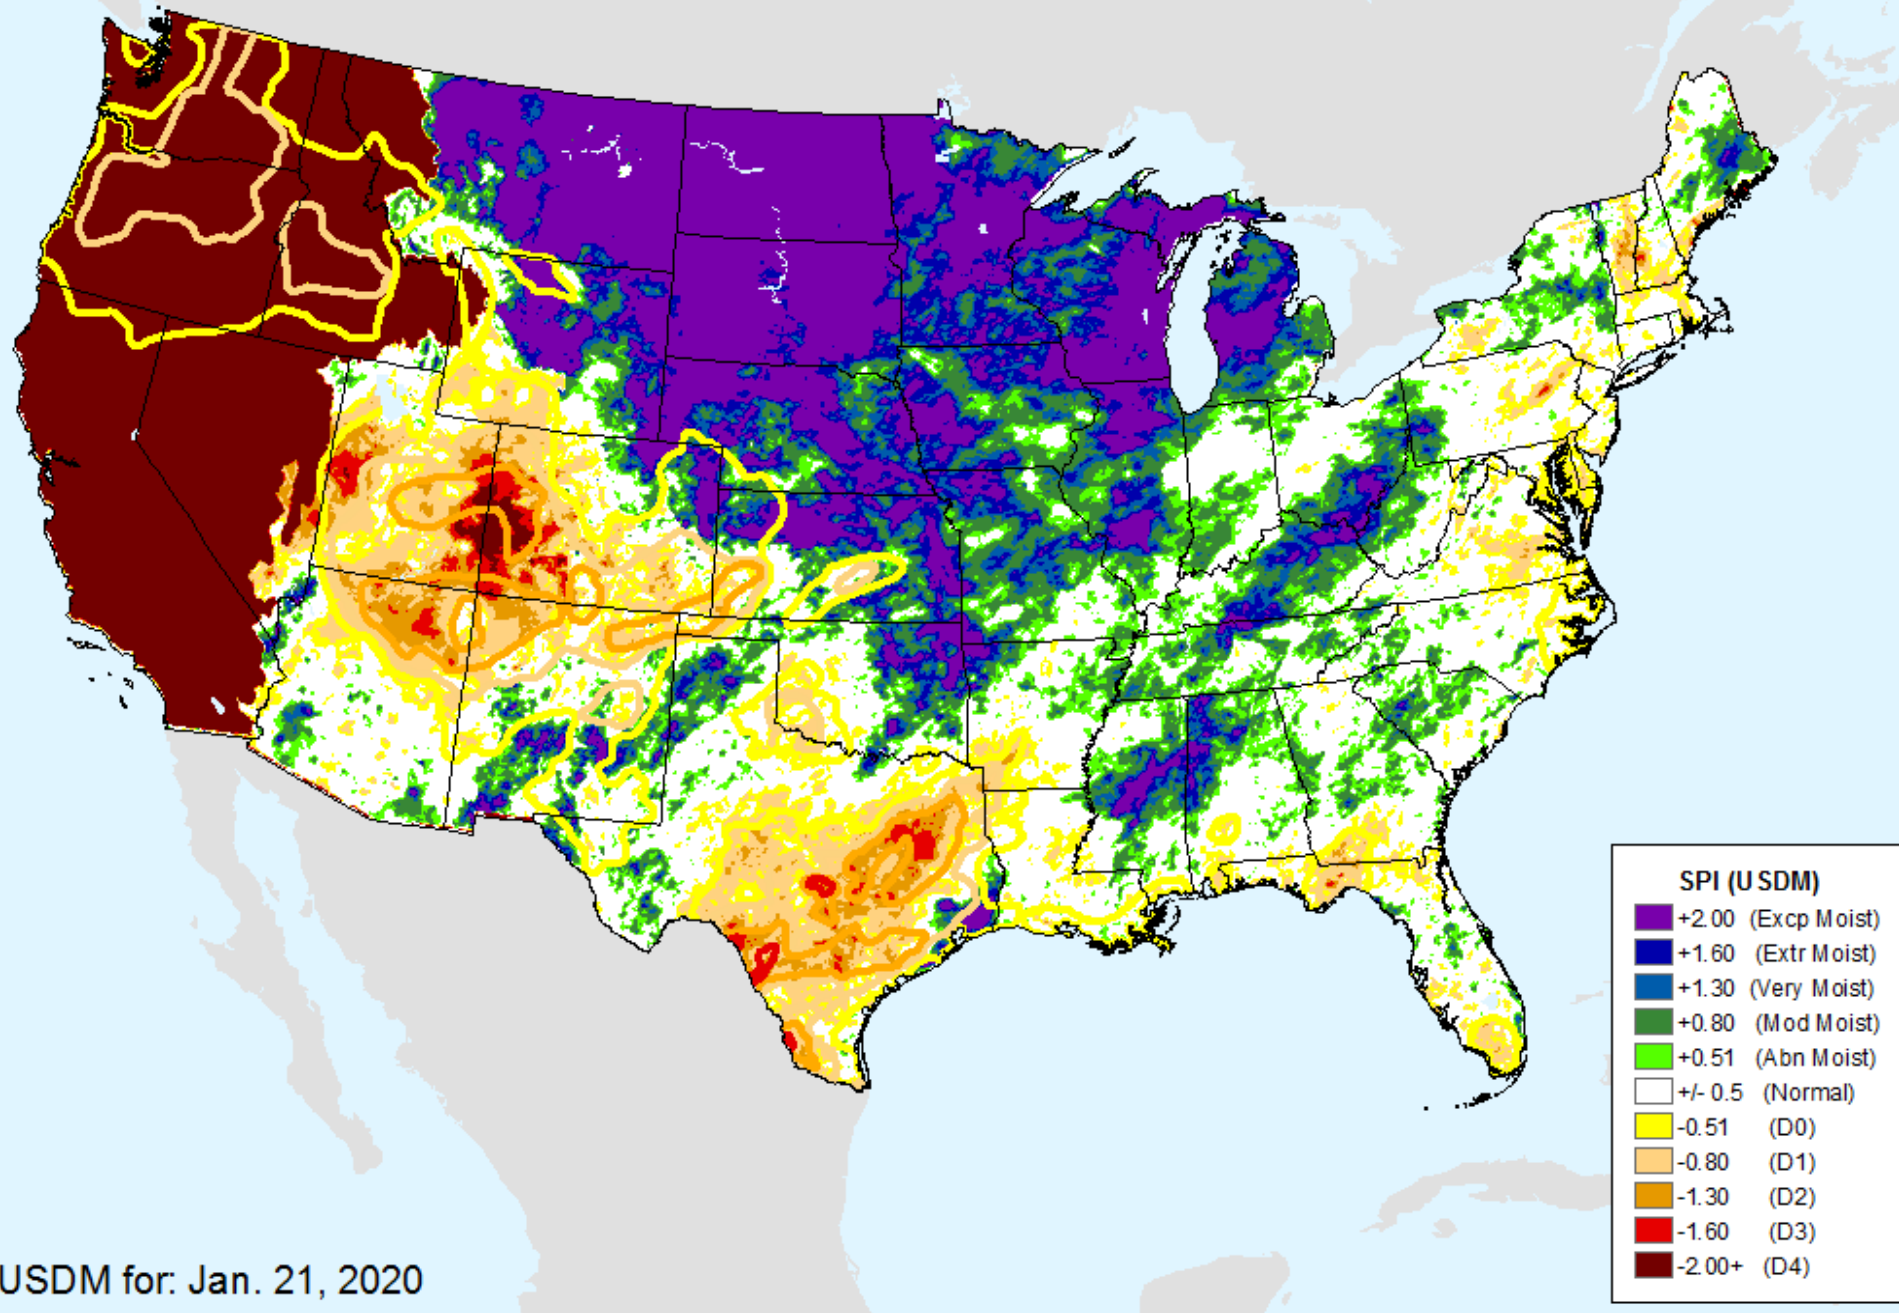 SPI (USDM)
+2.00 (Excp Moist)
+1.60 (Extr Moist)
+1.30 (Very Moist)
+0.80 (Mod Moist)
+0.51 (Abn Moist)
+/- 0.5 (Normal)
-0.51 (D0)
-0.80 (D1)
-1.30 (D2)
-1.60 (D3)
-2.00+ (D4)
USDM for: Jan. 21, 2020